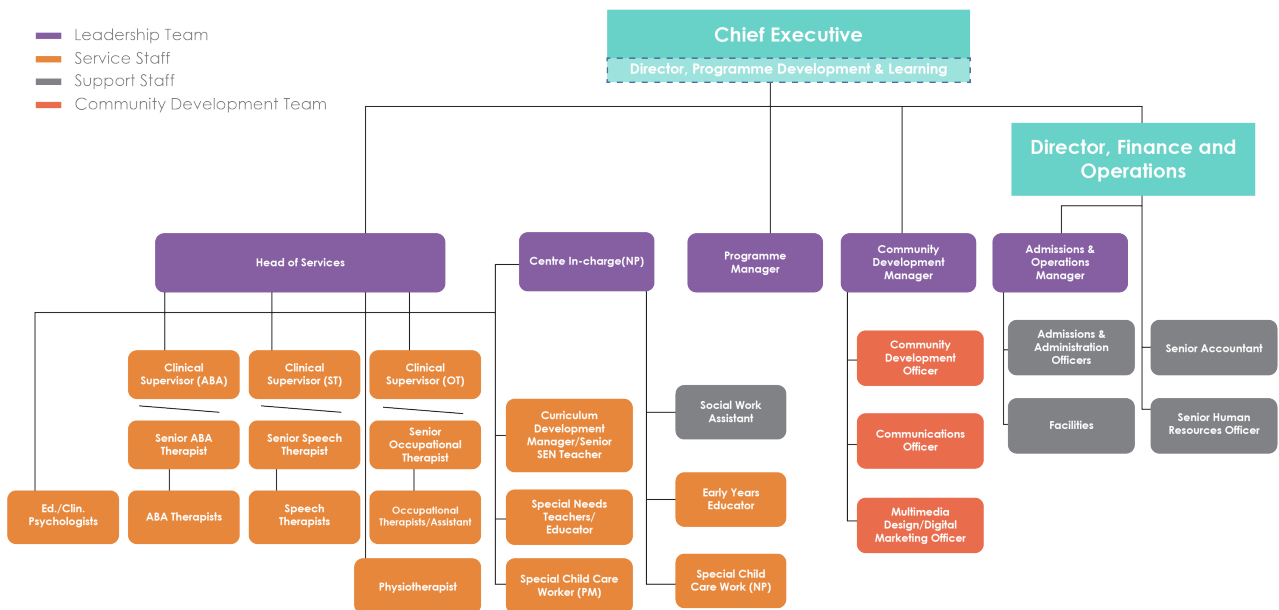 Leadership Team
Service Staff
Support Staff
Community Development Team
Chief Executive
Director, Programme Development & Learning
Director, Finance and
Operations
Head of Services
Centre In-charge(NP)
Programme
Manager
Community
Development
Manager
Admissions &
Operations
Manager
Clinical
Supervisor (ABA)
Clinical
Supervisor (ST)
Clinical
Supervisor (OT)
Senior ABA
Therapist
Senior Speech
Therapist
Senior
Occupational
Therapist
Ed./Clin.
Psychologists
ABA Therapists
Speech
Therapists
Occupational
Therapists/Assistant
Physiotherapist
Curriculum
Development
Manager/Senior
SEN Teacher
Special Needs
Teachers/
Educator
Special Child Care
Worker (PM)
Social Work
Assistant
Early Years
Educator
Special Child
Care Work (NP)
Community
Development
Officer
Communications
Officer
Multimedia
Design/Digital
Marketing Officer
Admissions &
Administration
Officers
Facilities
Senior Accountant
Senior Human
Resources Officer